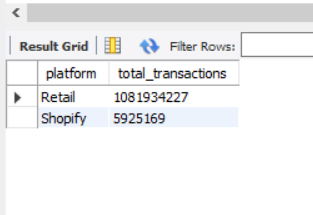 Result Grid Filter Rows:
platform total_transactions
Retail 1081934227
Shopify 5925169